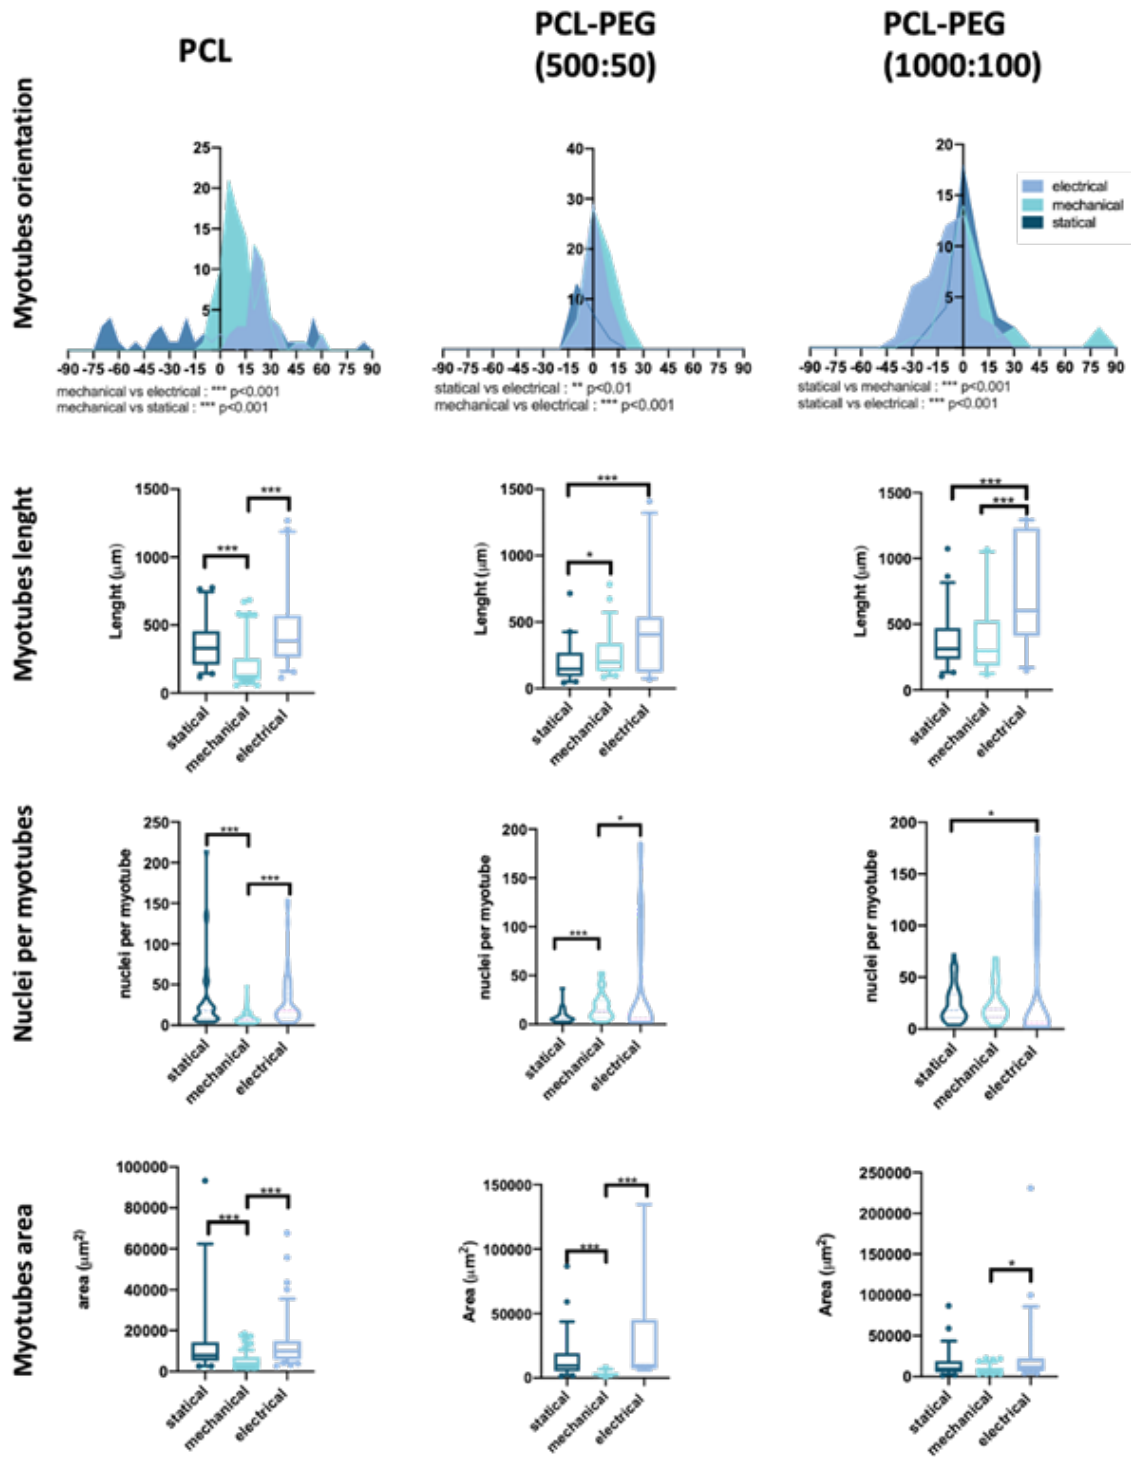 PCL
PCL-PEG
(500:50)
PCL-PEG
(1000:100)
Myotubes orientation
25
20
15
10
5
-90 -75 -60 -45 -30 -15 0 15 30 45 60 75 90
mechanical vs electrical : *** p<0.001
mechanical vs statical : *** p<0.001
40
30
20
10
-90 -75 -60 -45 -30 -15 0 15 30 45 60 75 90
statical vs electrical : ** p<0.01
mechanical vs electrical : *** p<0.001
20
15
10
5
-90 -75 -60 -45 -30 -15 0 15 30 45 60 75 90
statical vs mechanical : *** p<0.001
staticall vs electrical : *** p<0.001
electrical
mechanical
statical
Myotubes lenght
Lenght (µm)
1500
1000
500
0
***
***
statical
mechanical
electrical
Lenght (µm)
1500
1000
500
0
***
*
statical
mechanical
electrical
Lenght (µm)
1500
1000
500
0
***
***
statical
mechanical
electrical
Nuclei per myotubes
nuclei per myotube
250
200
150
100
50
0
***
***
statical
mechanical
electrical
nuclei per myotube
200
150
100
50
0
*
***
statical
mechanical
electrical
nuclei per myotube
200
150
100
50
0
*
statical
mechanical
electrical
Myotubes area
area (µm²)
100000
80000
60000
40000
20000
0
***
***
statical
mechanical
electrical
Area (µm²)
150000
100000
50000
0
***
***
statical
mechanical
electrical
Area (µm²)
250000
200000
150000
100000
50000
0
*
statical
mechanical
electrical